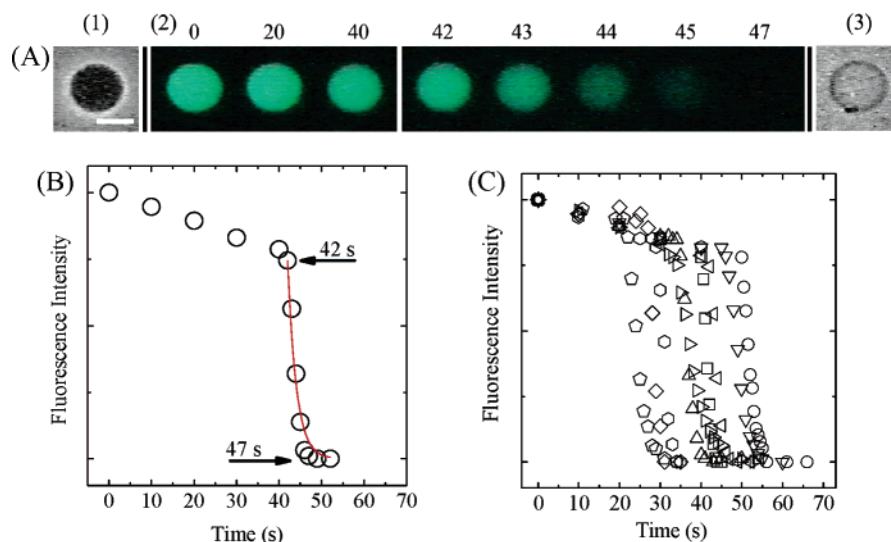 (1) (2) 0 20 40 42 43 44 45 47 (3)
(A)
(B)
Fluorescence Intensity
42 s
47 s
0 10 20 30 40 50 60 70
Time (s)
(C)
Fluorescence Intensity
0 10 20 30 40 50 60 70
Time (s)